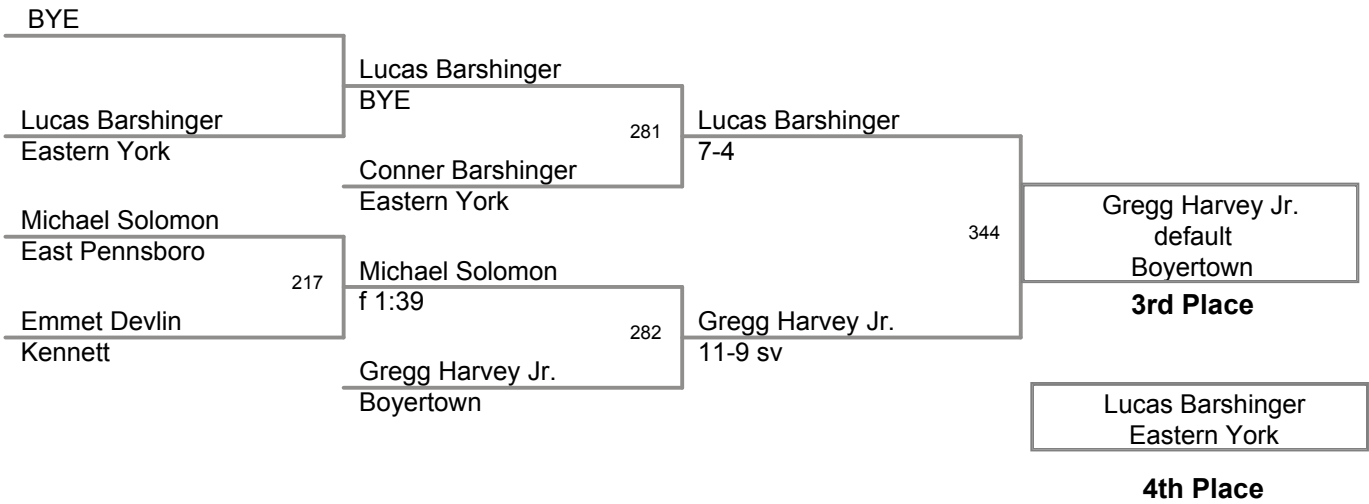 BYE
Lucas Barshinger
Eastern York
Michael Solomon
East Pennsboro
217
Emmet Devlin
Kennett
Lucas Barshinger
BYE
281
Conner Barshinger
Eastern York
Michael Solomon
f 1:39
282
Gregg Harvey Jr.
Boyertown
Lucas Barshinger
7-4
344
Gregg Harvey Jr.
11-9 sv
Gregg Harvey Jr.
default
Boyertown
3rd Place
Lucas Barshinger
Eastern York
4th Place